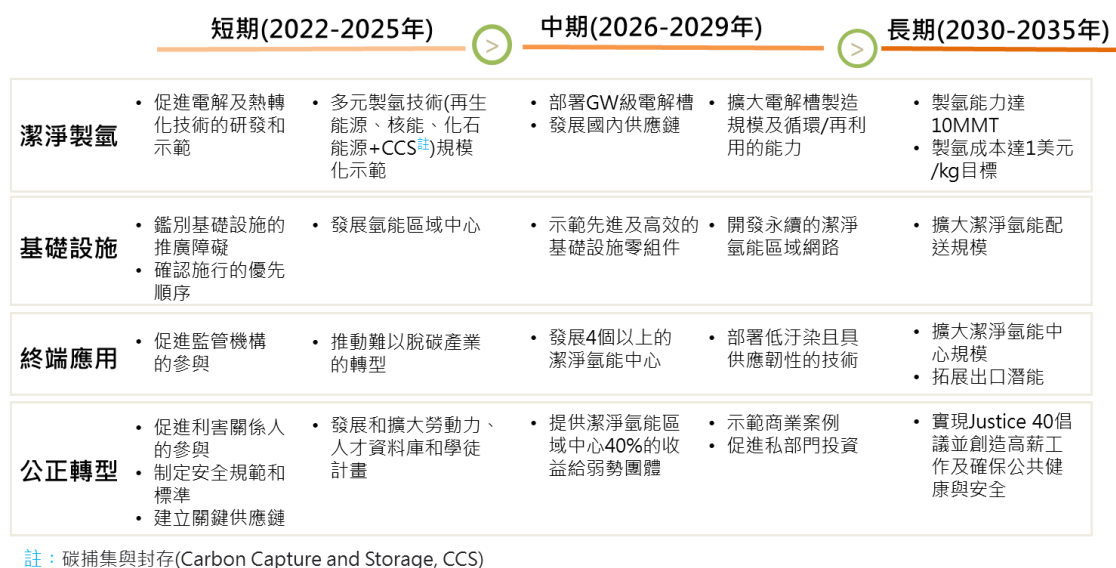 短期(2022-2025年)
>
中期(2026-2029年)
>
長期(2030-2035年)
潔淨製氫
• 促進電解及熱轉
化技術的研發和
示範
• 多元製氫技術(再生
能源、核能、化石
能源+CCS註)規模
化示範
• 部署GW級電解槽
• 發展國內供應鏈
• 擴大電解槽製造
規模及循環/再利
用的能力
• 製氫能力達
10MMT
• 製氫成本達1美元
/kg目標
基礎設施
• 鑑別基礎設施的
推廣障礙
• 確認施行的優先
順序
• 發展氫能區域中心
• 示範先進及高效的
基礎設施零組件
• 開發永續的潔淨
氫能區域網路
• 擴大潔淨氫能配
送規模
終端應用
• 促進監管機構
的參與
• 推動難以脫碳產業
的轉型
• 發展4個以上的
潔淨氫能中心
• 部署低汙染且具
供應韌性的技術
• 擴大潔淨氫能中
心規模
• 拓展出口潛能
公正轉型
• 促進利害關係人
的參與
• 制定安全規範和
標準
• 建立關鍵供應鏈
• 發展和擴大勞動力、
人才資料庫和學徒
計畫
• 提供潔淨氫能區
域中心40%的收
益給弱勢團體
• 示範商業案例
• 促進私部門投資
• 實現Justice 40倡
議並創造高薪工
作及確保公共健
康與安全
註：碳捕集與封存(Carbon Capture and Storage, CCS)